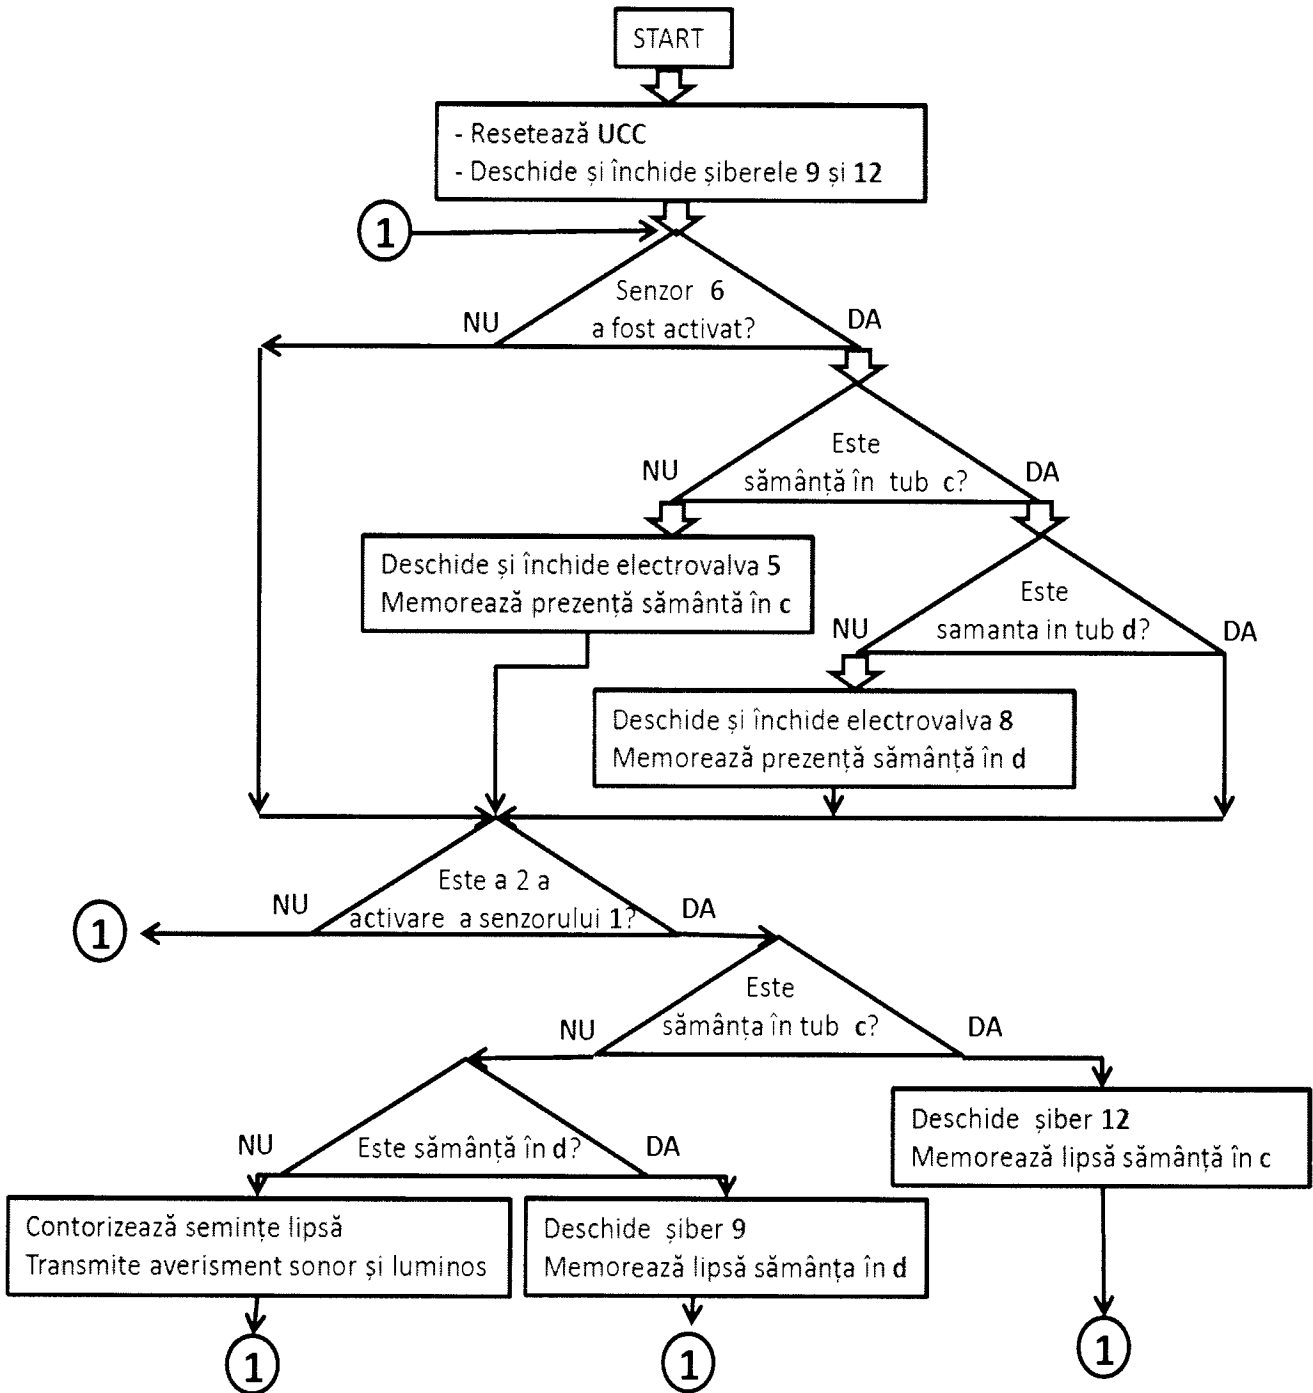 START
- Resetează UCC
- Deschide și închide șiberele 9 și 12
1
Senzor 6
a fost activat?
NU
DA
Este
sămânță în tub c?
NU
DA
Deschide și închide electrovalva 5
Memorează prezență sământă în c
Este
samanta in tub d?
NU
DA
Deschide și închide electrovalva 8
Memorează prezență sămânță în d
Este a 2 a
activare a senzorului 1?
NU
DA
1
Este
sămânța în tub c?
NU
DA
Deschide șiber 12
Memorează lipsă sămânță în c
Este sămânță în d?
NU
DA
Contorizează semințe lipsă
Transmite averisment sonor și luminos
Deschide șiber 9
Memorează lipsă sămânța în d
1
1
1